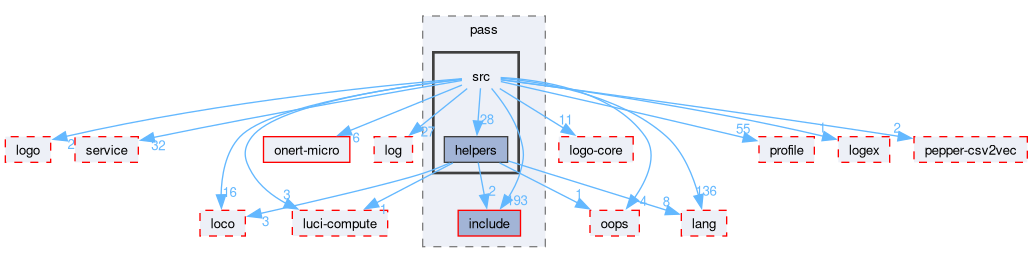 pass
src
2
32
6
27
28
11
55
1
2
logo
service
onert-micro
log
helpers
logo-core
profile
logex
pepper-csv2vec
16
3
3
1
2
193
1
4
8
136
loco
luci-compute
include
oops
lang